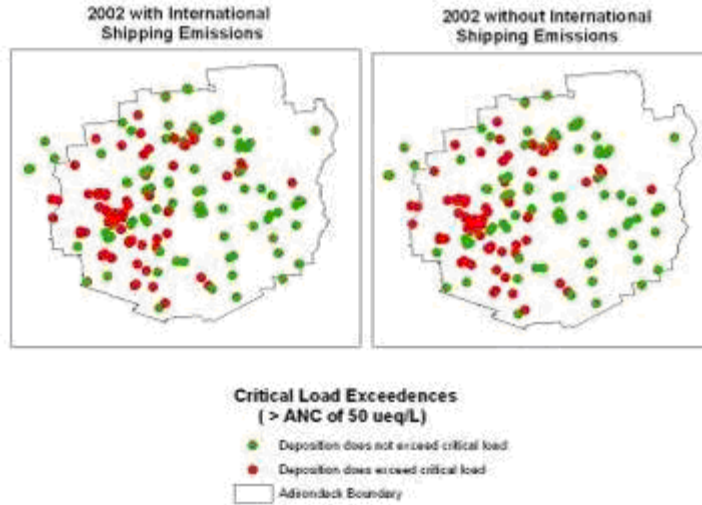 2002 with International
Shipping Emissions
2002 without International
Shipping Emissions
Critical Load Exceedences
( > ANC of 50 ueq/L)
Deposition does not exceed critical load
Deposition does exceed critical load
Adirondack Boundary